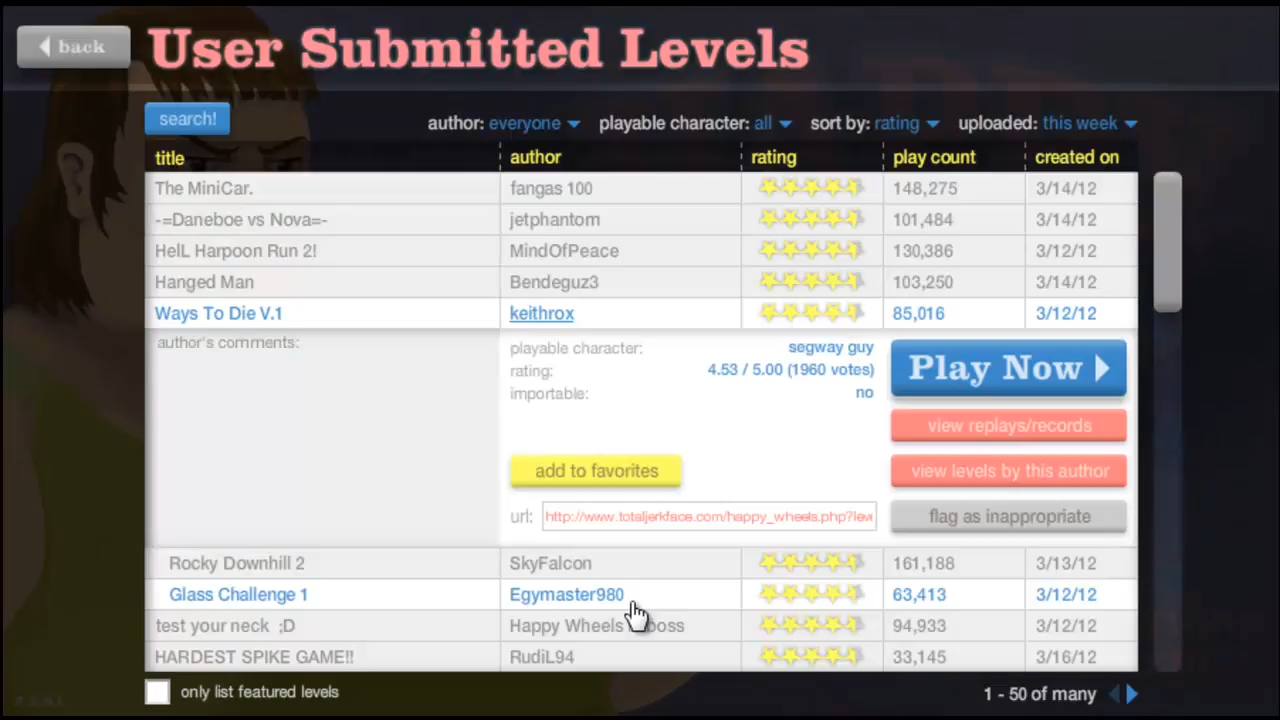 back
User Submitted Levels
search!
author: everyone playable character: all sort by: rating uploaded: this week
title author rating play count created on
The MiniCar. fangas 100 148,275 3/14/12
-=Daneboe vs Nova=- jetphantom 101,484 3/14/12
HelL Harpoon Run 2! MindOfPeace 130,386 3/12/12
Hanged Man Bendeguz3 103,250 3/14/12
Ways To Die V.1 keithrox 85,016 3/12/12
author's comments:
playable character: segway guy
rating: 4.53 / 5.00 (1960 votes)
importable: no
Play Now
view replays/records
add to favorites
view levels by this author
url: http://www.totaljerkface.com/happy_wheels.php?leve
flag as inappropriate
Rocky Downhill 2 SkyFalcon 161,188 3/13/12
Glass Challenge 1 Egymaster980 63,413 3/12/12
test your neck ;D Happy Wheels boss 94,933 3/12/12
HARDEST SPIKE GAME!! RudiL94 33,145 3/16/12
only list featured levels
1 - 50 of many